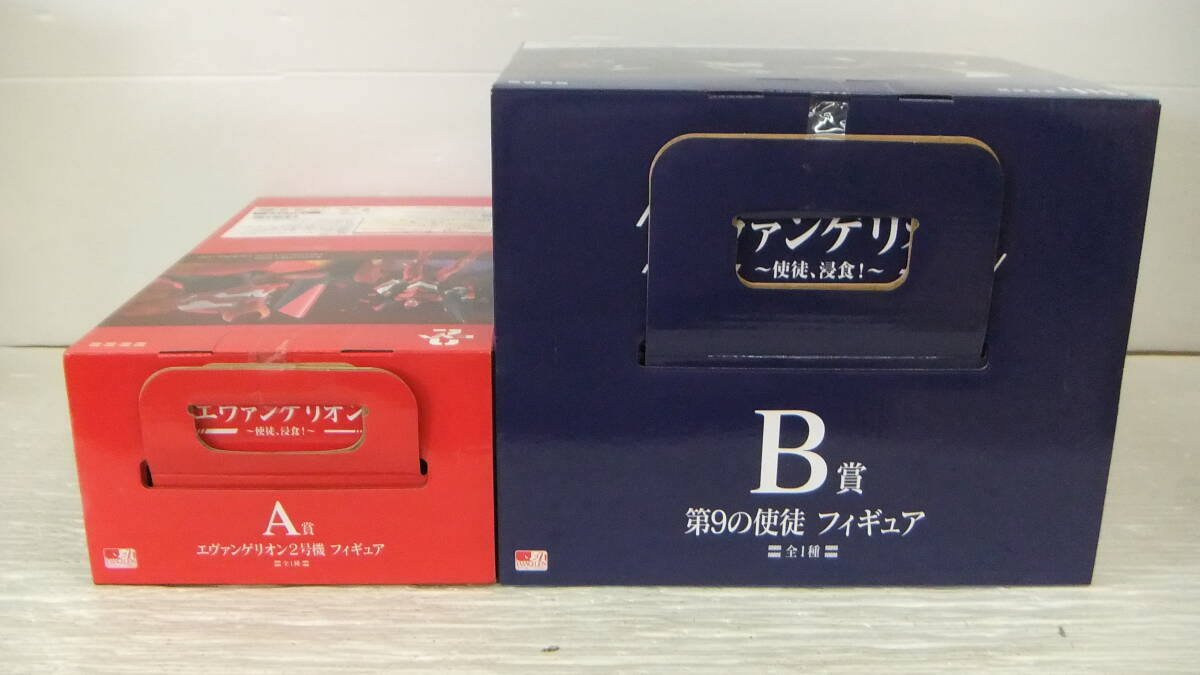 エヴァンゲリオン
～使徒、浸食！～
A賞
エヴァンゲリオン2号機 フィギュア
全1種
EVANGELION
ヴァンゲリオ
～使徒、浸食！～
B賞
第9の使徒 フィギュア
全1種
EVANGELION